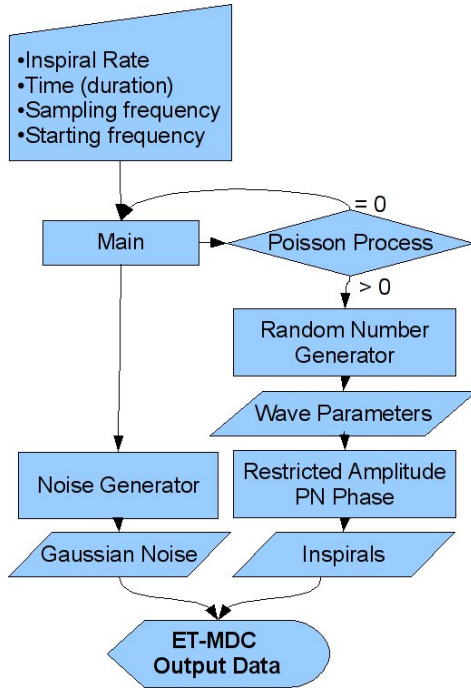 •Inspiral Rate
•Time (duration)
•Sampling frequency
•Starting frequency
= 0
Main
Poisson Process
> 0
Random Number
Generator
Wave Parameters
Noise Generator
Restricted Amplitude
PN Phase
Gaussian Noise
Inspirals
ET-MDC
Output Data